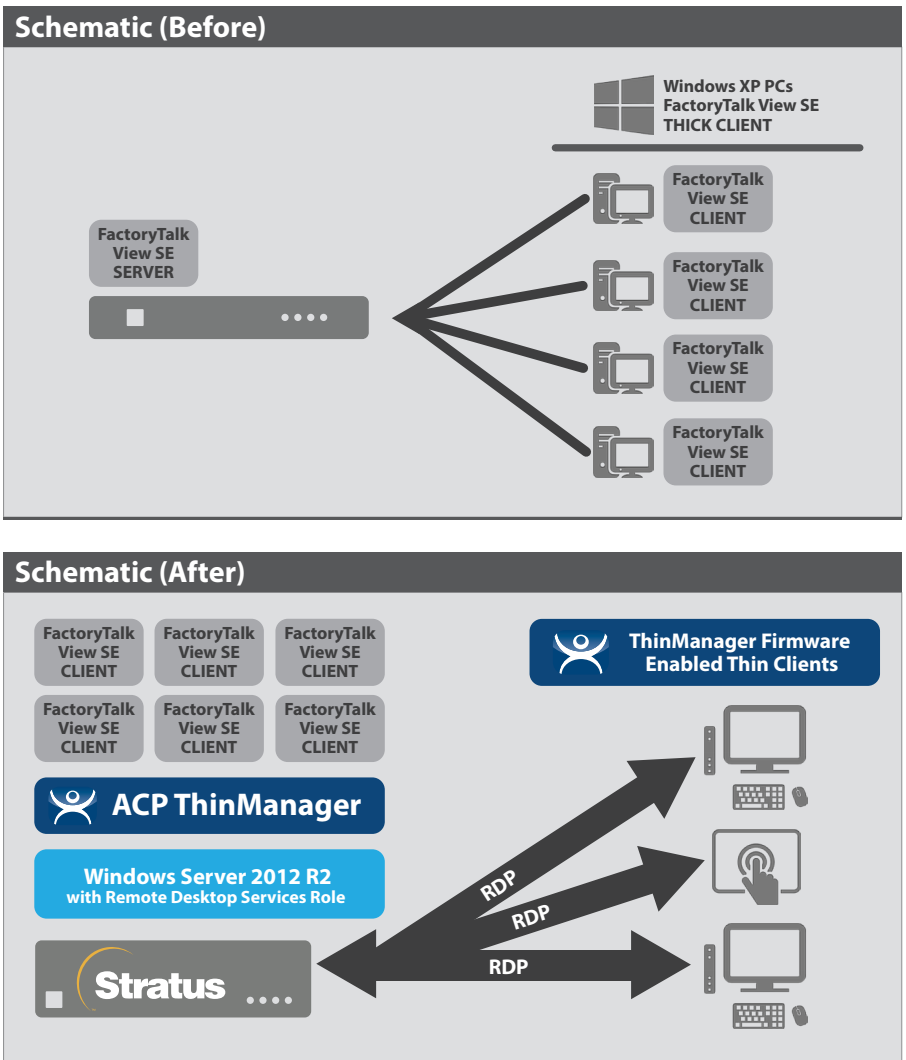 Schematic (Before)
Windows XP PCs
FactoryTalk View SE
THICK CLIENT
FactoryTalk
View SE
SERVER
FactoryTalk
View SE
CLIENT
FactoryTalk
View SE
CLIENT
FactoryTalk
View SE
CLIENT
FactoryTalk
View SE
CLIENT
Schematic (After)
FactoryTalk
View SE
CLIENT
FactoryTalk
View SE
CLIENT
FactoryTalk
View SE
CLIENT
FactoryTalk
View SE
CLIENT
FactoryTalk
View SE
CLIENT
FactoryTalk
View SE
CLIENT
ACP ThinManager
Windows Server 2012 R2
with Remote Desktop Services Role
Stratus
ThinManager Firmware
Enabled Thin Clients
RDP
RDP
RDP